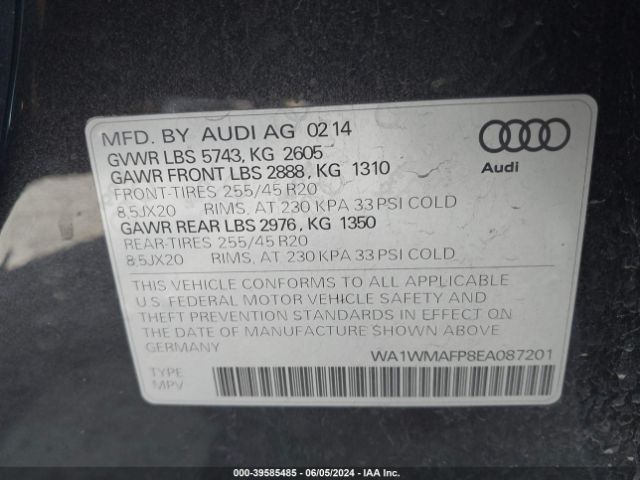 MFD. BY AUDI AG 02 14
GVWR LBS 5743, KG 2605
GAWR FRONT LBS 2888, KG 1310
FRONT-TIRES 255/45 R20
8.5JX20 RIMS, AT 230 KPA 33 PSI COLD
GAWR REAR LBS 2976, KG 1350
REAR-TIRES 255/45 R20
8.5JX20 RIMS, AT 230 KPA 33 PSI COLD
Audi
THIS VEHICLE CONFORMS TO ALL APPLICABLE
U.S. FEDERAL MOTOR VEHICLE SAFETY AND
THEFT PREVENTION STANDARDS IN EFFECT ON
THE DATE OF MANUFACTURE SHOWN ABOVE.
GERMANY
WA1WMAFP8EA087201
TYPE
MPV
000-39585485 - 06/05/2024 - IAA Inc.